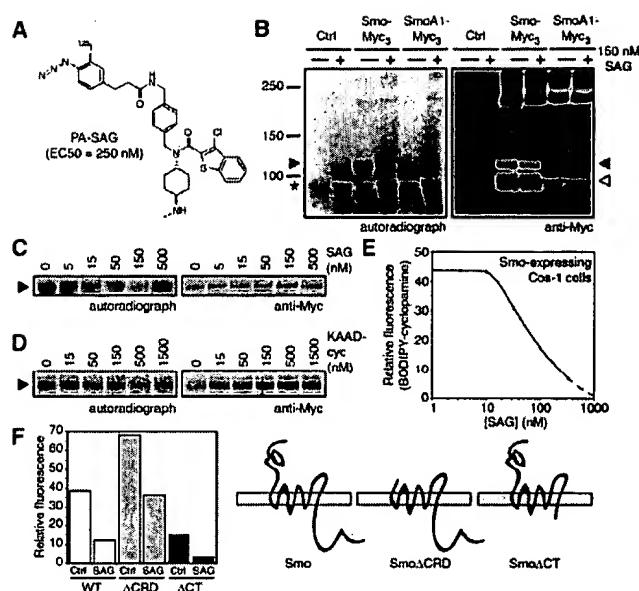 A
125I
N
N
N
H
N
O
N
O
Cl
S
NH
PA-SAG
(EC50 = 250 nM)
B
Ctrl
Smo-
Myc3
SmoA1-
Myc3
Ctrl
Smo-
Myc3
SmoA1-
Myc3
150 nM
SAG
— + — + — +
— + — + — +
250
150
100
*
autoradiograph
anti-Myc
C
0 5 15 50 150 500
0 5 15 50 150 500
SAG
(nM)
autoradiograph
anti-Myc
D
0 15 50 150 500 1500
0 15 50 150 500 1500
KAAD-
cyc
(nM)
autoradiograph
anti-Myc
E
Relative fluorescence
(BODIPY-cyclopamine)
50
40
30
20
10
0
Smo-expressing
Cos-1 cells
1 10 100 1000
[SAG] (nM)
F
Relative fluorescence
70
60
50
40
30
20
10
0
Ctrl SAG Ctrl SAG Ctrl SAG
WT ΔCRD ΔCT
Smo
SmoΔCRD
SmoΔCT